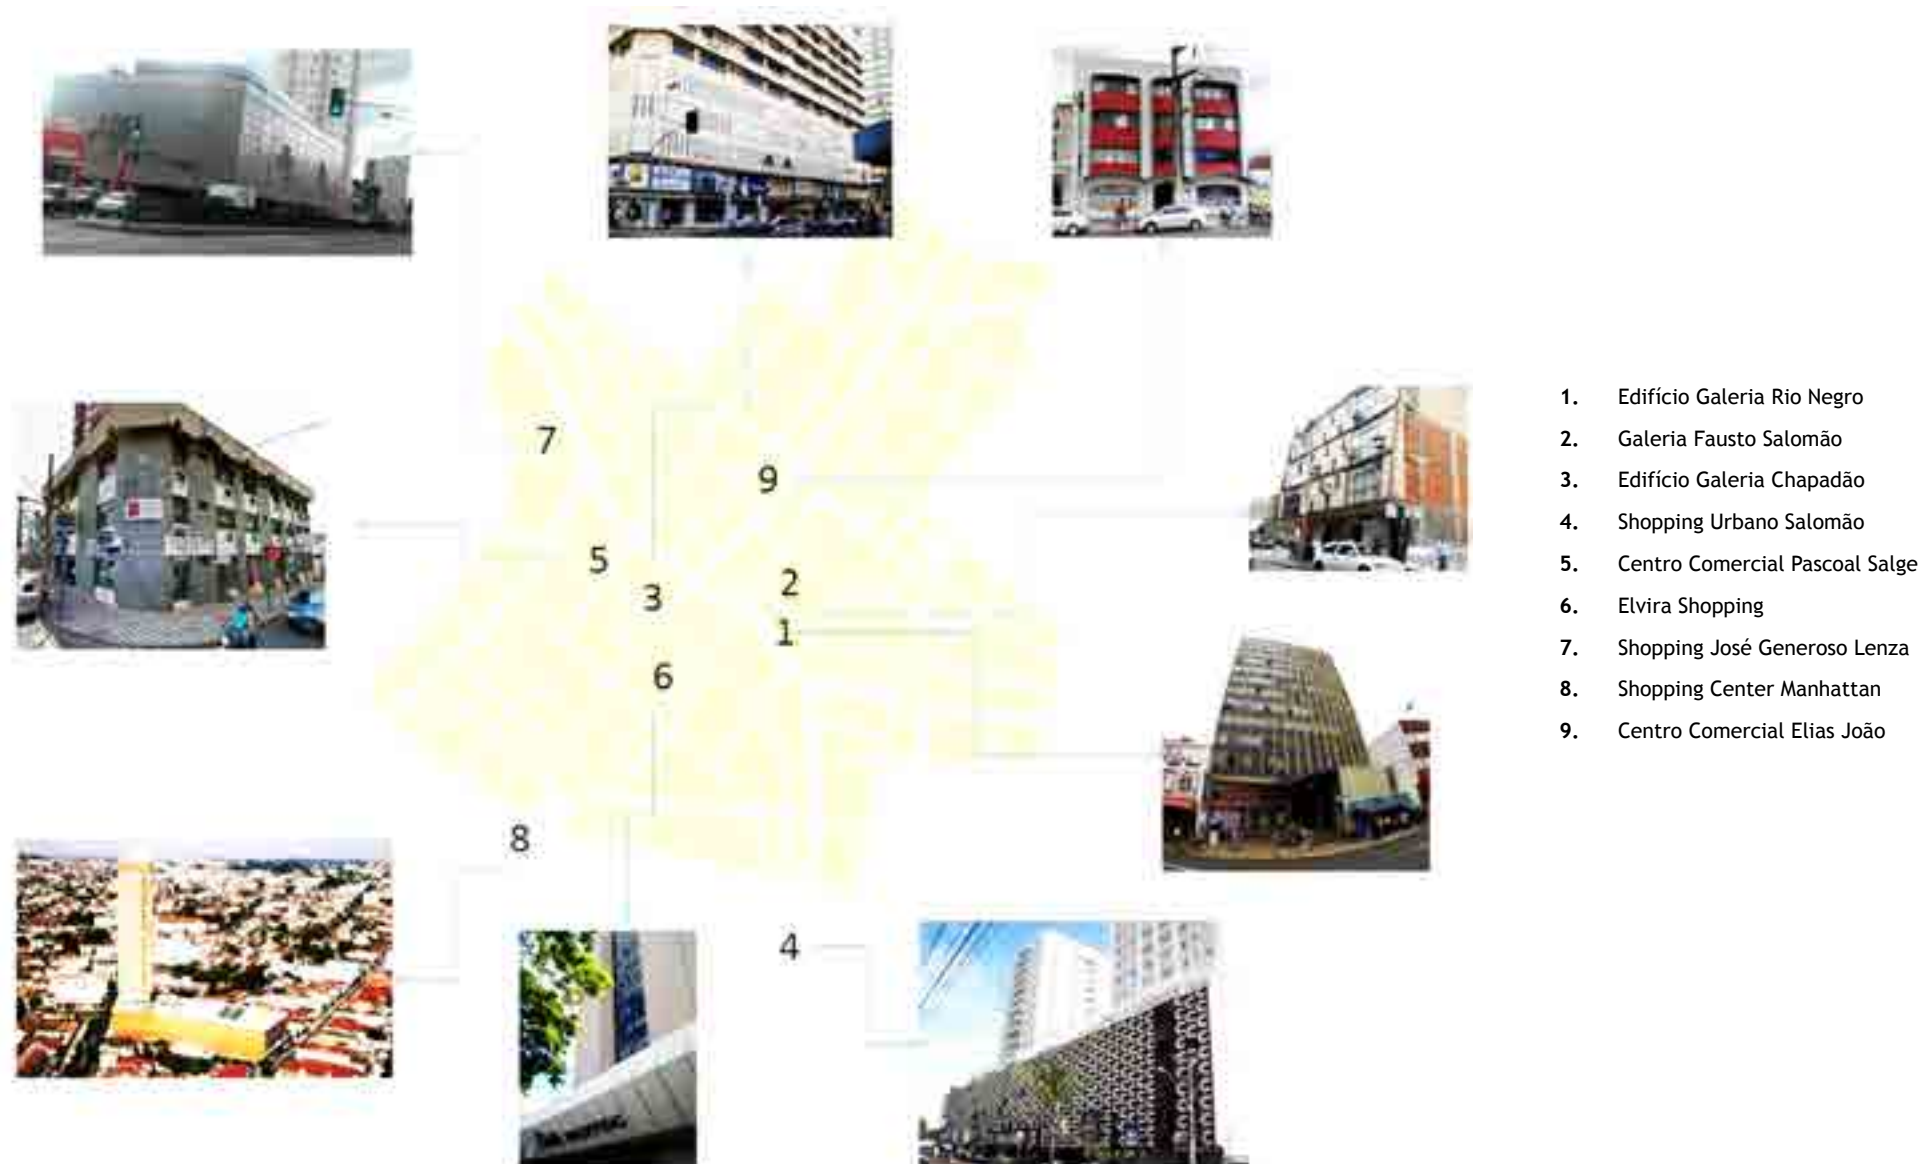 7
9
5
2
3
1
6
8
4
1. Edifício Galeria Rio Negro
2. Galeria Fausto Salomão
3. Edifício Galeria Chapadão
4. Shopping Urbano Salomão
5. Centro Comercial Pascoal Salge
6. Elvira Shopping
7. Shopping José Generoso Lenza
8. Shopping Center Manhattan
9. Centro Comercial Elias João